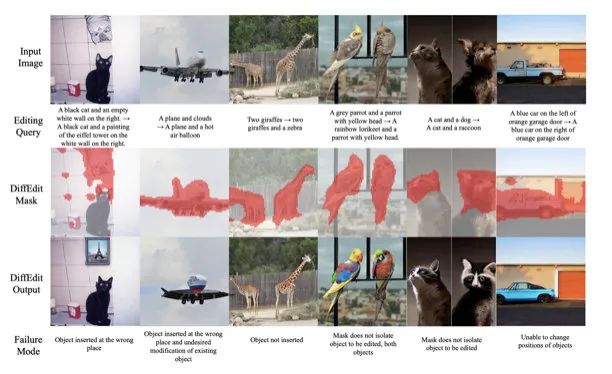 Input
Image
Editing
Query
A black cat and an empty
white wall on the right. →
A black cat and a painting
of the eiffel tower on the
white wall on the right.
A plane and clouds
→ A plane and a hot
air balloon
Two giraffes → two
giraffes and a zebra
A grey parrot and a parrot
with yellow head → A
rainbow lorikeet and a
parrot with yellow head.
A cat and a dog →
A cat and a raccoon
A blue car on the left of
orange garage door → A
blue car on the right of
orange garage door
DiffEdit
Mask
DiffEdit
Output
Failure
Mode
Object inserted at the wrong
place
Object inserted at the wrong
place and undesired
modification of existing
object
Object not inserted
Mask does not isolate
object to be edited, both
objects
Mask does not isolate
object to be edited
Unable to change
positions of objects